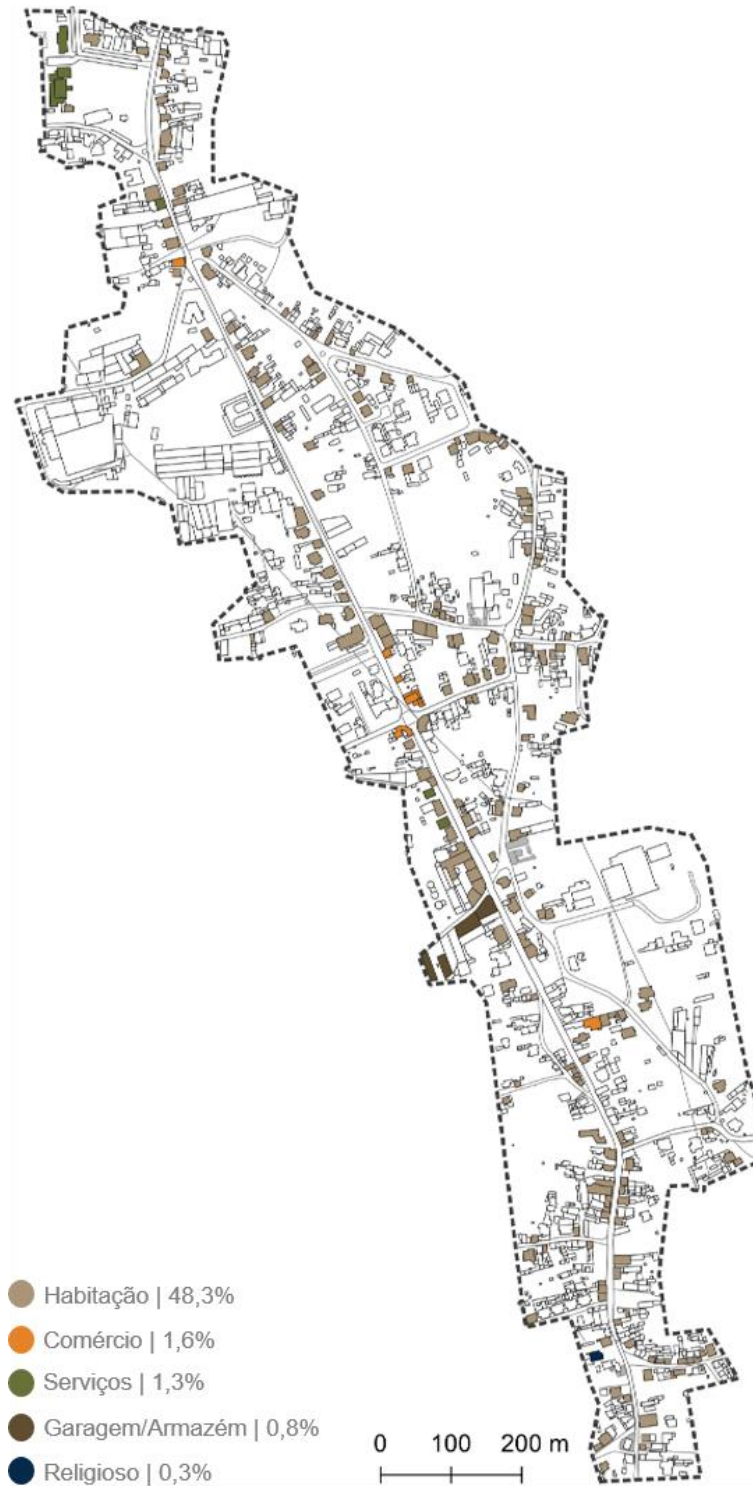 Habitação | 48,3%
Comércio | 1,6%
Serviços | 1,3%
Garagem/Armazém | 0,8%
Religioso | 0,3%
0 100 200 m